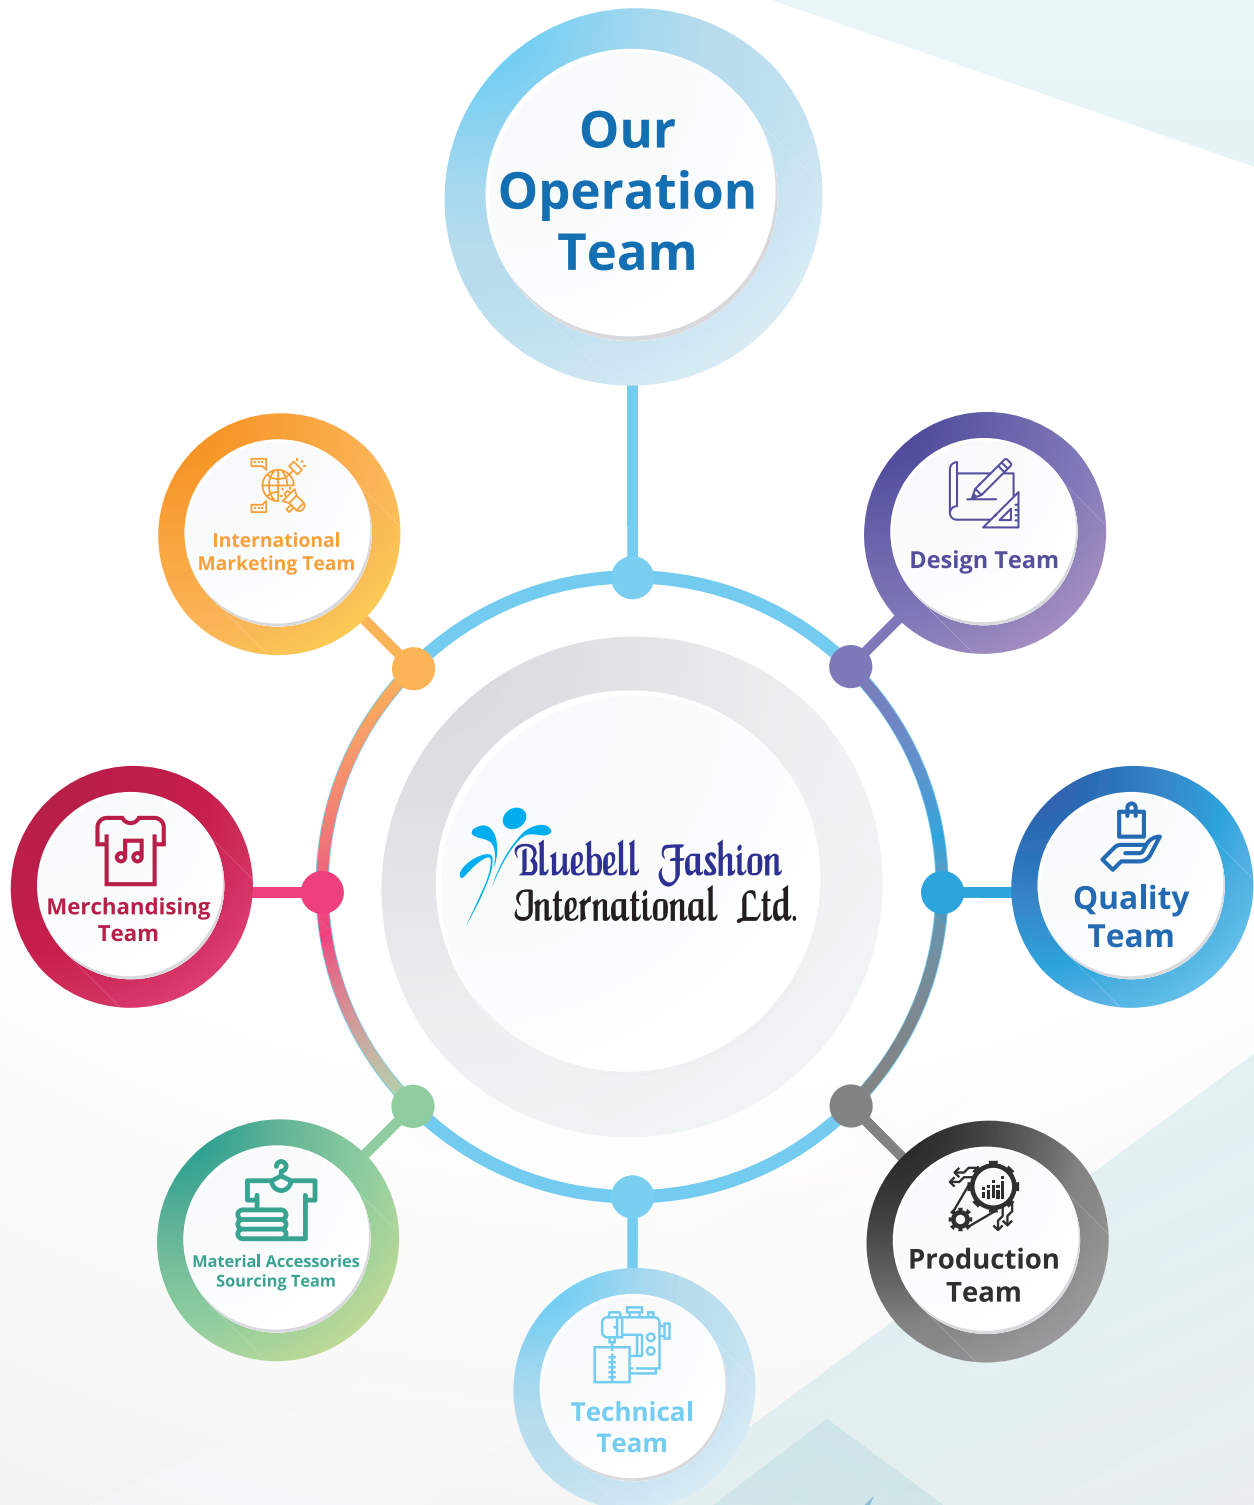 Our
Operation
Team
International
Marketing Team
Design Team
Merchandising
Team
Bluebell Fashion
International Ltd.
Quality
Team
Material Accessories
Sourcing Team
Production
Team
Technical
Team